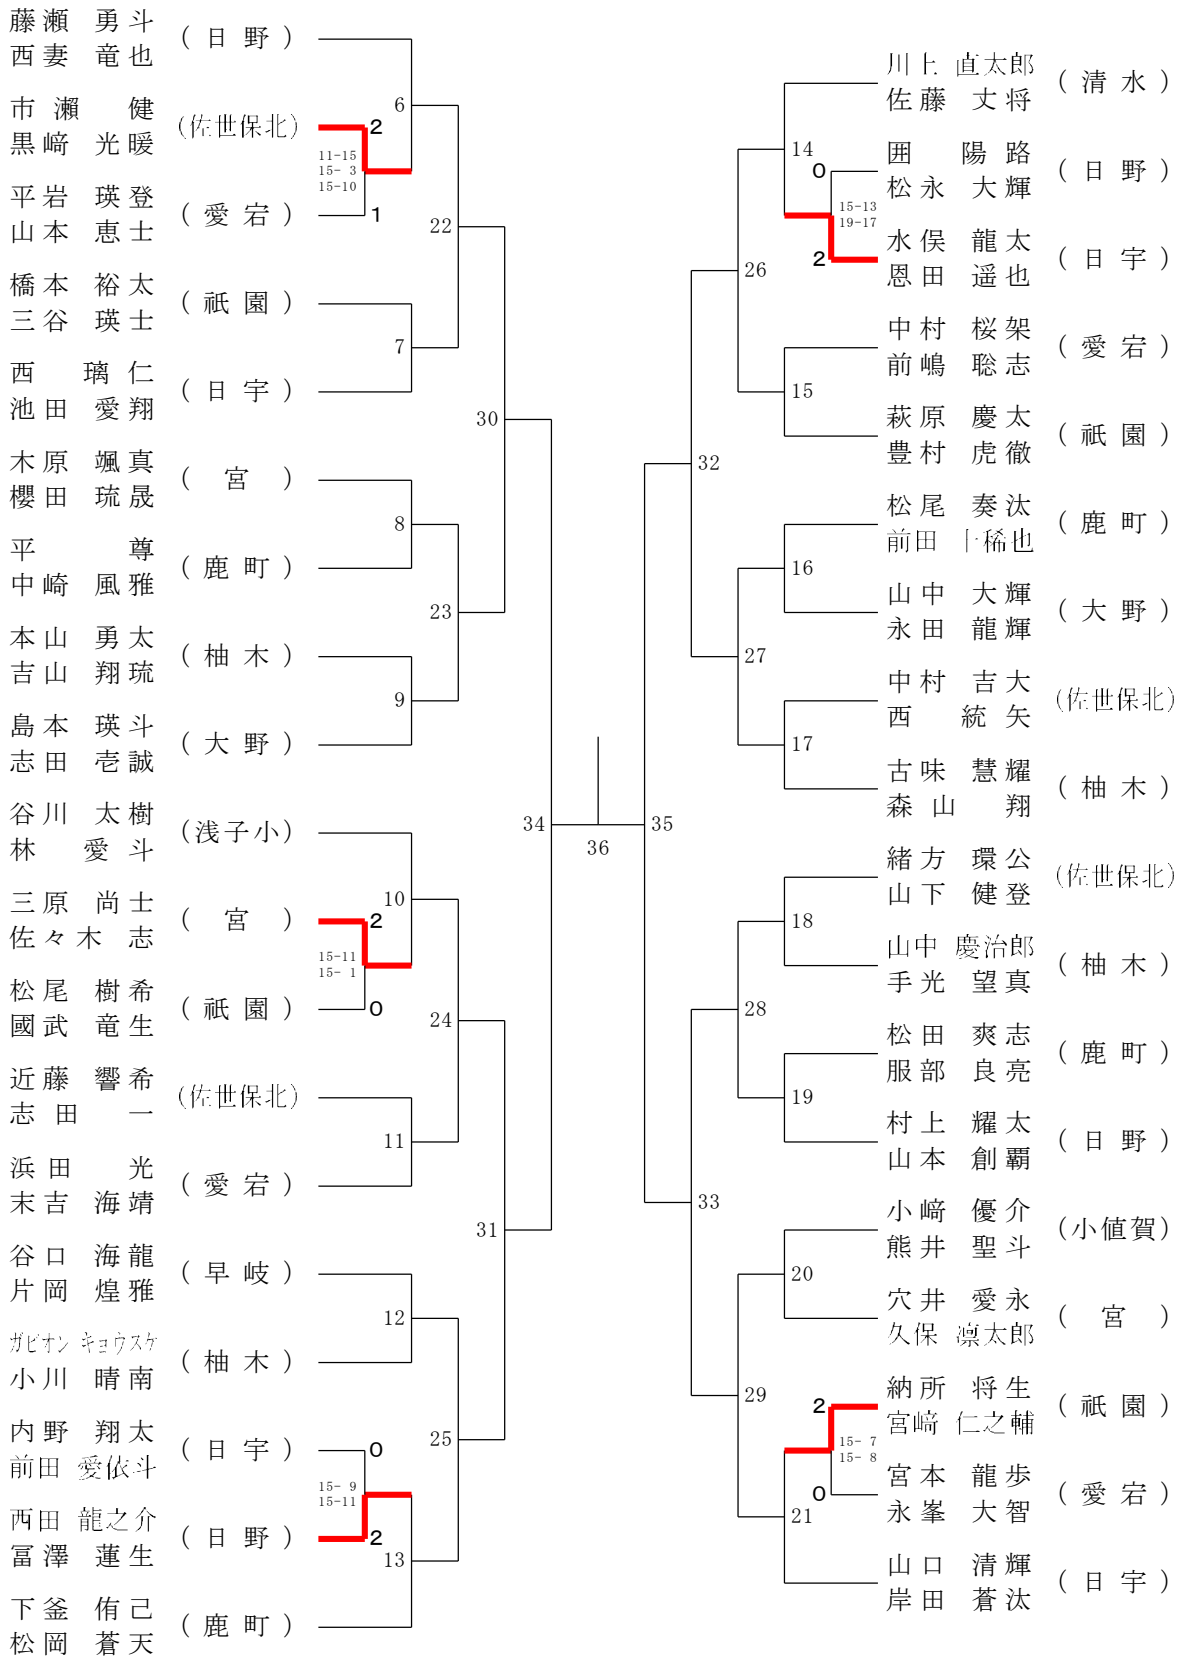 藤瀬 勇斗
西妻 竜也
(日野)
6
市瀬 健
黒﨑 光暖
(佐世保北)
2
11-15
15- 3
15-10
平岩 瑛登
山本 恵士
(愛宕)
1
22
橋本 裕太
三谷 瑛士
(祇園)
7
西 璃仁
池田 愛翔
(日宇)
30
木原 颯真
櫻田 琉晟
(宮)
8
平 尊
中崎 風雅
(鹿町)
23
本山 勇太
吉山 翔琉
(柚木)
9
島本 瑛斗
志田 壱誠
(大野)
34
谷川 太樹
林 愛斗
(浅子小)
10
三原 尚士
佐々木 志
(宮)
2
15-11
15- 1
松尾 樹希
國武 竜生
(祇園)
0
24
近藤 響希
志田 一
(佐世保北)
11
浜田 光
末吉 海靖
(愛宕)
31
谷口 海龍
片岡 煌雅
(早岐)
12
ガビオン キョウスケ
小川 晴南
(柚木)
25
内野 翔太
前田 愛依斗
(日宇)
0
15- 9
15-11
西田 龍之介
冨澤 蓮生
(日野)
2
13
下釜 侑己
松岡 蒼天
(鹿町)
36
川上 直太郎
佐藤 丈将
(清水)
14
囲 陽路
松永 大輝
(日野)
0
15-13
19-17
水俣 龍太
恩田 遥也
(日宇)
2
26
中村 桜架
前嶋 聡志
(愛宕)
15
萩原 慶太
豊村 虎徹
(祇園)
32
松尾 奏汰
前田 十稀也
(鹿町)
16
山中 大輝
永田 龍輝
(大野)
27
中村 吉大
西 統矢
(佐世保北)
17
古味 慧耀
森山 翔
(柚木)
35
緒方 環公
山下 健登
(佐世保北)
18
山中 慶治郎
手光 望真
(柚木)
28
松田 爽志
服部 良亮
(鹿町)
19
村上 耀太
山本 創覇
(日野)
33
小﨑 優介
熊井 聖斗
(小値賀)
20
穴井 愛永
久保 凛太郎
(宮)
29
納所 将生
宮﨑 仁之輔
(祇園)
2
15- 7
15- 8
宮本 龍歩
永峯 大智
(愛宕)
0
21
山口 清輝
岸田 蒼汰
(日宇)